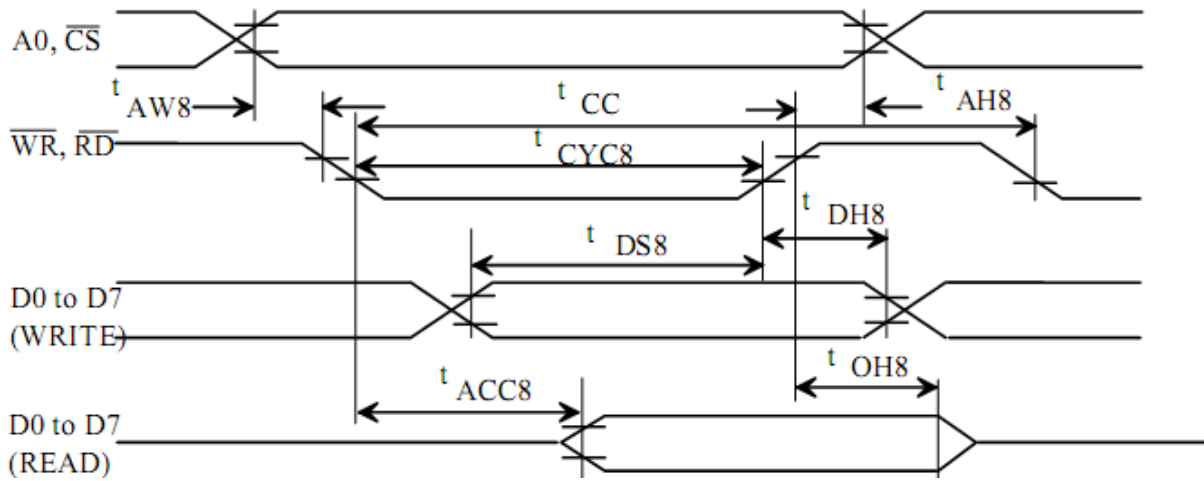 A0, CS
t AW8
t CC
t AH8
WR, RD
t CYC8
t DH8
t DS8
D0 to D7
(WRITE)
t OH8
t ACC8
D0 to D7
(READ)